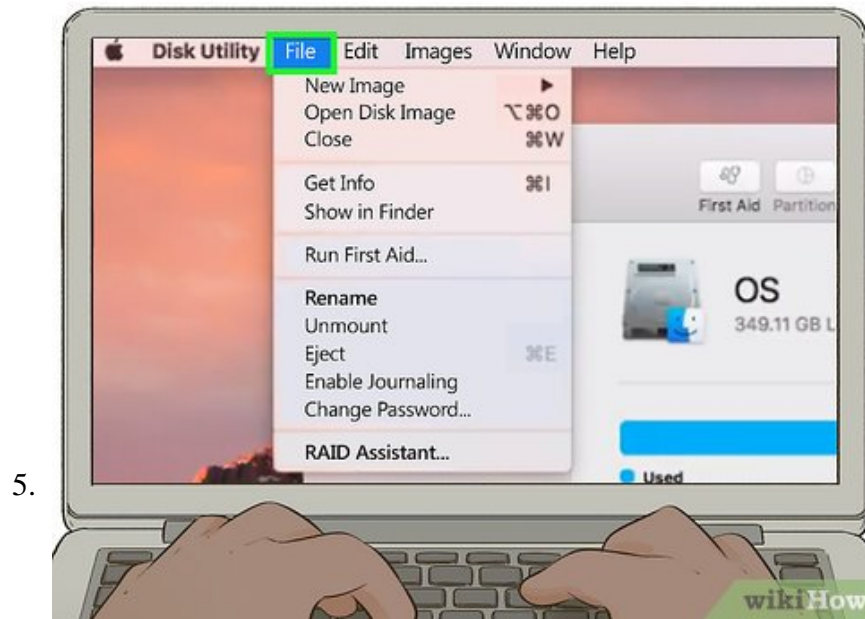 Disk Utility File Edit Images Window Help
New Image
Open Disk Image ⌥⌘O
Close ⌘W
Get Info ⌘I
Show in Finder
Run First Aid...
Rename
Unmount
Eject ⌘E
Enable Journaling
Change Password...
RAID Assistant...
First Aid Partition
OS
349.11 GB L
Used
5.
wikiHow